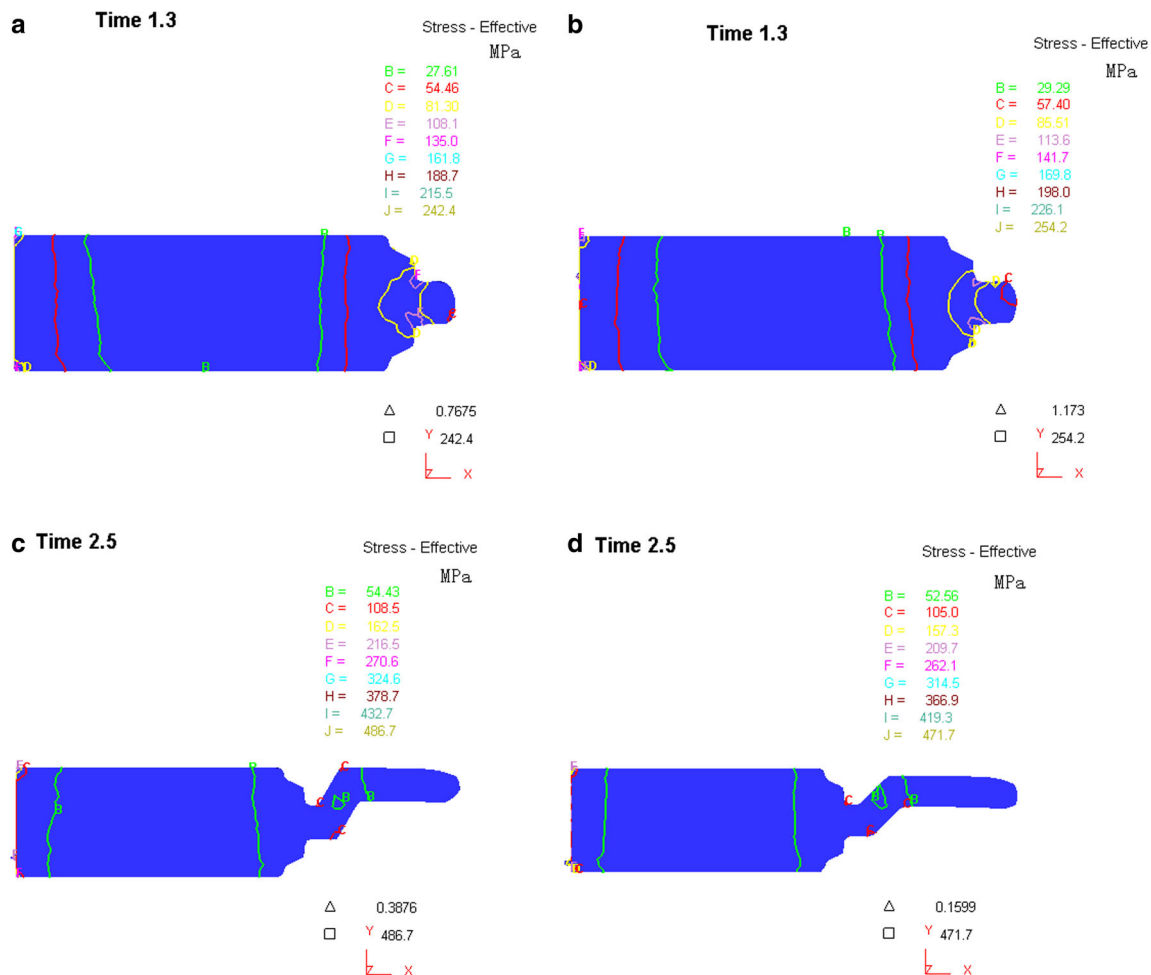 a
Time 1.3
Stress - Effective
MPa
B = 27.61
C = 54.46
D = 81.30
E = 108.1
F = 135.0
G = 161.8
H = 188.7
I = 215.5
J = 242.4
B
D
E
D
C
B
D
△ 0.7675
□ 242.4
Y
Z X
b
Time 1.3
Stress - Effective
MPa
B = 29.29
C = 57.40
D = 85.51
E = 113.6
F = 141.7
G = 169.8
H = 198.0
I = 226.1
J = 254.2
B B
C
D
C
D
D
△ 1.173
□ 254.2
Y
Z X
c
Time 2.5
Stress - Effective
MPa
B = 54.43
C = 108.5
D = 162.5
E = 216.5
F = 270.6
G = 324.6
H = 378.7
I = 432.7
J = 486.7
E C B C
B C B B
C
△ 0.3876
□ 486.7
Y
Z X
d
Time 2.5
Stress - Effective
MPa
B = 52.56
C = 105.0
D = 157.3
E = 209.7
F = 262.1
G = 314.5
H = 366.9
I = 419.3
J = 471.7
E
C B C B
C
△ 0.1599
□ 471.7
Y
Z X